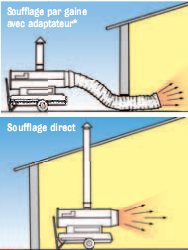 Soufflage par gaine
avec adaptateur*
Soufflage direct